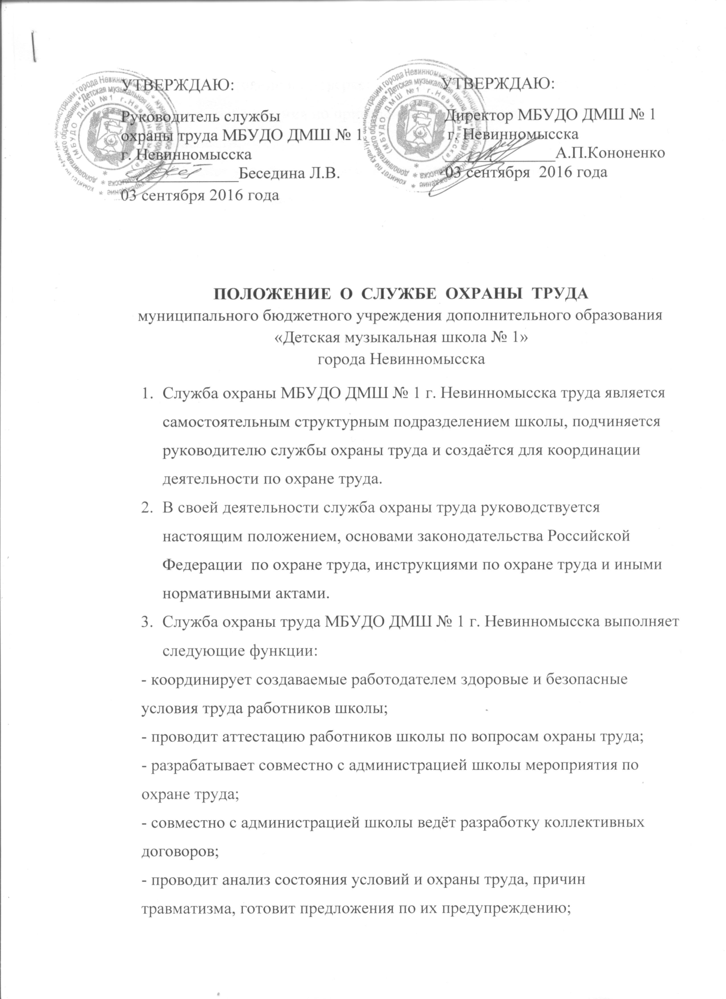 УТВЕРЖДАЮ:
Руководитель службы
охраны труда МБУДО ДМШ № 1
г. Невинномысска
Беседина Л.В.
03 сентября 2016 года
УТВЕРЖДАЮ:
Директор МБУДО ДМШ № 1
г. Невинномысска
А.П.Кононенко
03 сентября 2016 года
ПОЛОЖЕНИЕ О СЛУЖБЕ ОХРАНЫ ТРУДА
муниципального бюджетного учреждения дополнительного образования
«Детская музыкальная школа № 1»
города Невинномысска
1. Служба охраны МБУДО ДМШ № 1 г. Невинномысска труда является
самостоятельным структурным подразделением школы, подчиняется
руководителю службы охраны труда и создаётся для координации
деятельности по охране труда.
2. В своей деятельности служба охраны труда руководствуется
настоящим положением, основами законодательства Российской
Федерации по охране труда, инструкциями по охране труда и иными
нормативными актами.
3. Служба охраны труда МБУДО ДМШ № 1 г. Невинномысска выполняет
следующие функции:
- координирует создаваемые работодателем здоровые и безопасные
условия труда работников школы;
- проводит аттестацию работников школы по вопросам охраны труда;
- разрабатывает совместно с администрацией школы мероприятия по
охране труда;
- совместно с администрацией школы ведёт разработку коллективных
договоров;
- проводит анализ состояния условий и охраны труда, причин
травматизма, готовит предложения по их предупреждению;